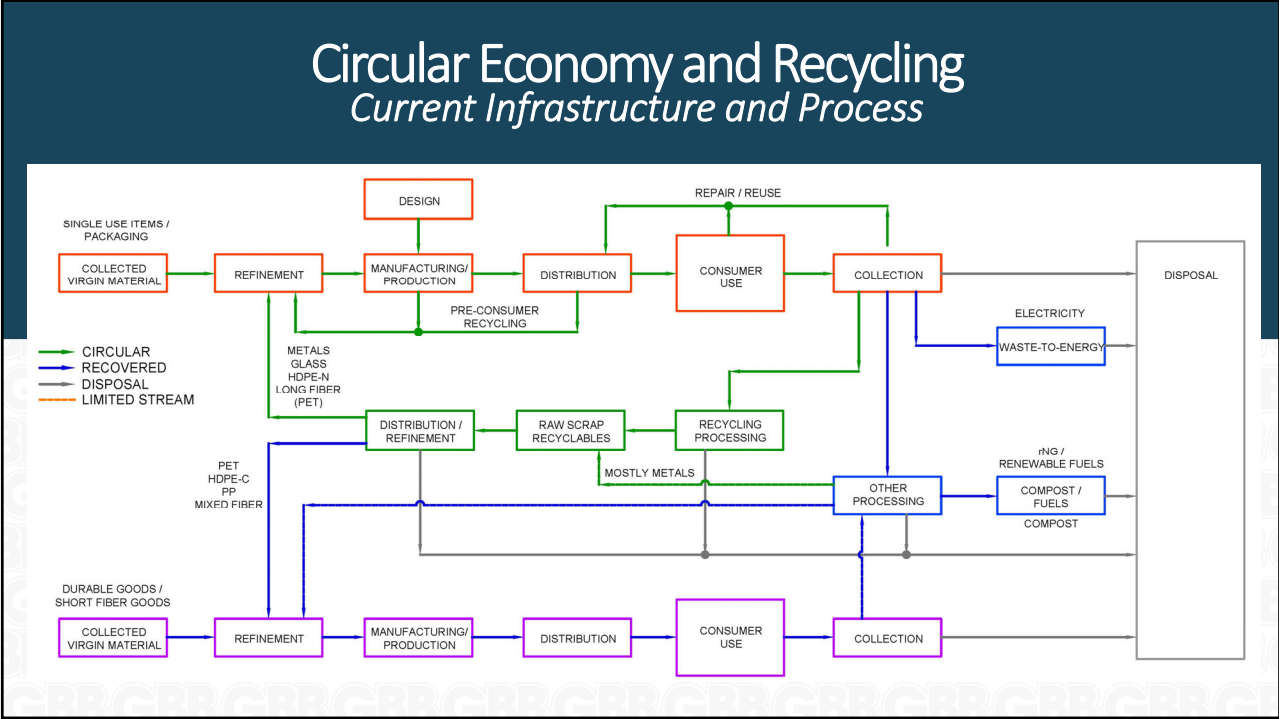 Circular Economy and Recycling
Current Infrastructure and Process
DESIGN
REPAIR / REUSE
SINGLE USE ITEMS /
PACKAGING
COLLECTED
VIRGIN MATERIAL
REFINEMENT
MANUFACTURING/
PRODUCTION
DISTRIBUTION
CONSUMER
USE
COLLECTION
DISPOSAL
PRE-CONSUMER
RECYCLING
ELECTRICITY
WASTE-TO-ENERGY
CIRCULAR
RECOVERED
DISPOSAL
LIMITED STREAM
METALS
GLASS
HDPE-N
LONG FIBER
(PET)
DISTRIBUTION /
REFINEMENT
RAW SCRAP
RECYCLABLES
RECYCLING
PROCESSING
MOSTLY METALS
PET
HDPE-C
PP
MIXED FIBER
OTHER
PROCESSING
rNG /
RENEWABLE FUELS
COMPOST /
FUELS
COMPOST
DURABLE GOODS /
SHORT FIBER GOODS
COLLECTED
VIRGIN MATERIAL
REFINEMENT
MANUFACTURING/
PRODUCTION
DISTRIBUTION
CONSUMER
USE
COLLECTION